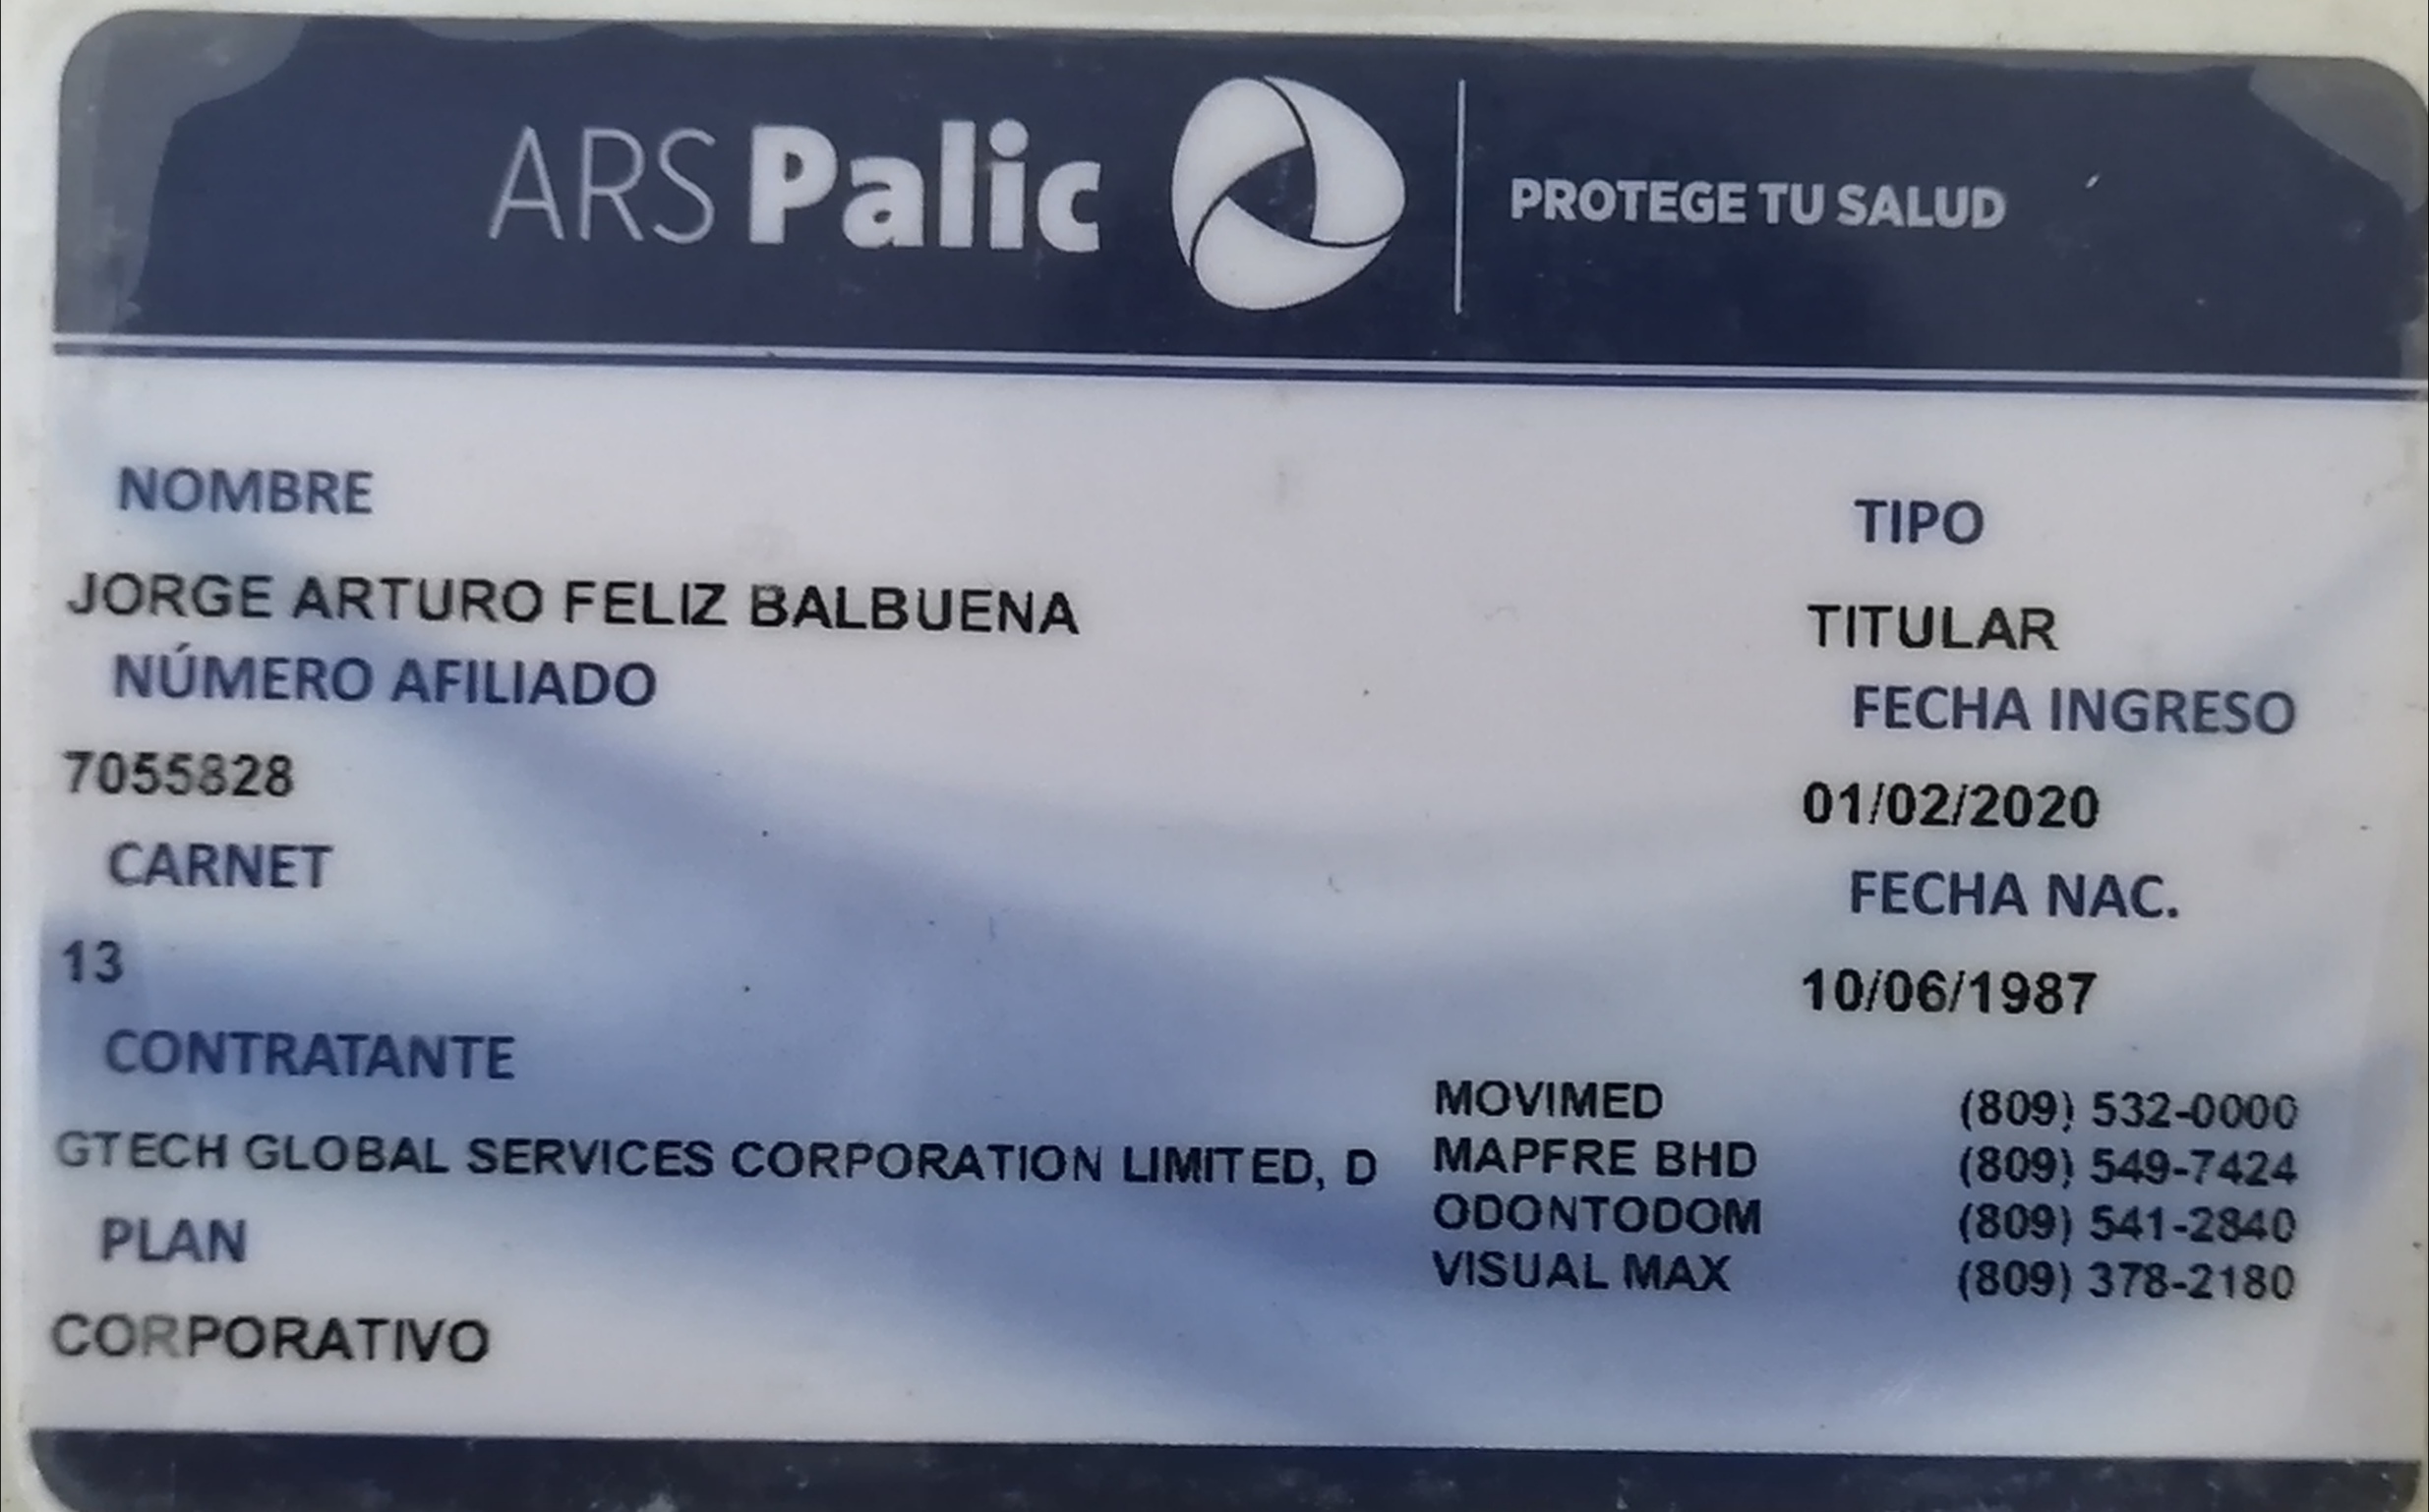 ARS Palic PROTEGE TU SALUD
NOMBRE TIPO
JORGE ARTURO FELIZ BALBUENA TITULAR
NÚMERO AFILIADO FECHA INGRESO
7055828 01/02/2020
CARNET FECHA NAC.
13 10/06/1987
CONTRATANTE
GTECH GLOBAL SERVICES CORPORATION LIMITED, D
PLAN
CORPORATIVO
MOVIMED (809) 532-0000
MAPFRE BHD (809) 549-7424
ODONTODOM (809) 541-2840
VISUAL MAX (809) 378-2180